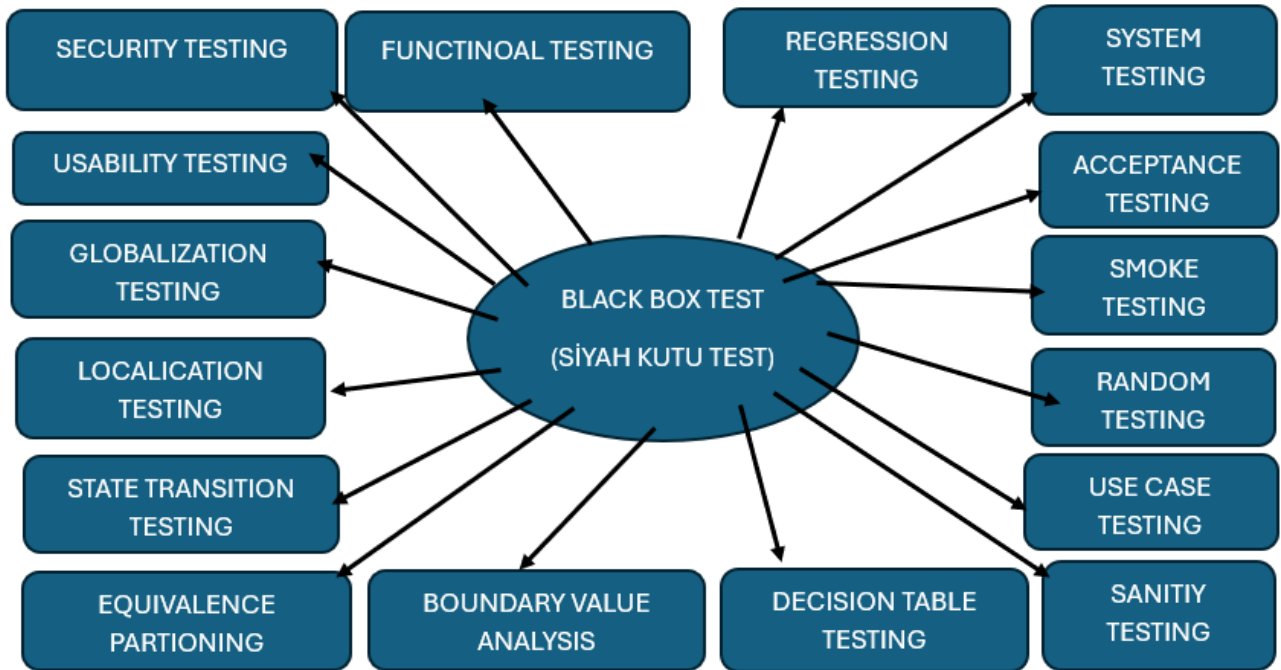 SECURITY TESTING
FUNCTINOAL TESTING
REGRESSION
TESTING
SYSTEM
TESTING
USABILITY TESTING
ACCEPTANCE
TESTING
GLOBALIZATION
TESTING
SMOKE
TESTING
BLACK BOX TEST
(SİYAH KUTU TEST)
LOCALICATION
TESTING
RANDOM
TESTING
STATE TRANSITION
TESTING
USE CASE
TESTING
EQUIVALENCE
PARTIONING
BOUNDARY VALUE
ANALYSIS
DECISION TABLE
TESTING
SANITIY
TESTING